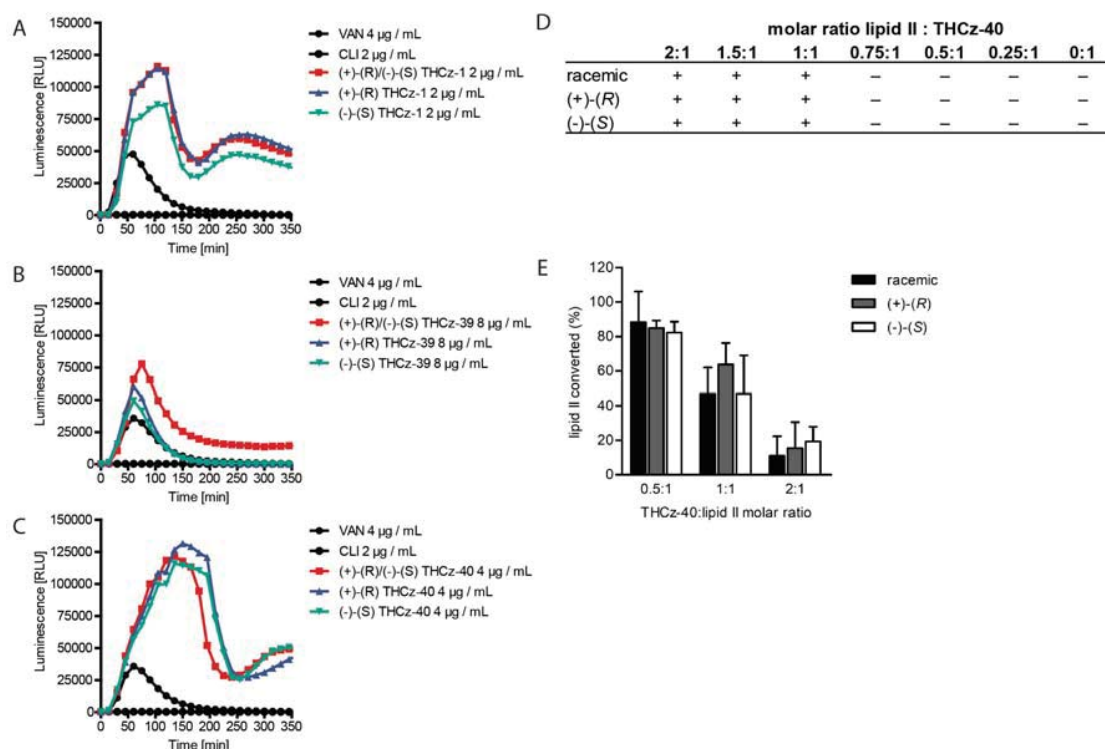 A
150000
125000
100000
75000
50000
25000
0
Luminescence [RLU]
0 50 100 150 200 250 300 350
Time [min]
VAN 4 µg / mL
CLI 2 µg / mL
(+)-(R)/(-)-(S) THCz-1 2 µg / mL
(+)-(R) THCz-1 2 µg / mL
(-)-(S) THCz-1 2 µg / mL
B
150000
125000
100000
75000
50000
25000
0
Luminescence [RLU]
0 50 100 150 200 250 300 350
Time [min]
VAN 4 µg / mL
CLI 2 µg / mL
(+)-(R)/(-)-(S) THCz-39 8 µg / mL
(+)-(R) THCz-39 8 µg / mL
(-)-(S) THCz-39 8 µg / mL
C
150000
125000
100000
75000
50000
25000
0
Luminescence [RLU]
0 50 100 150 200 250 300 350
Time [min]
VAN 4 µg / mL
CLI 2 µg / mL
(+)-(R)/(-)-(S) THCz-40 4 µg / mL
(+)-(R) THCz-40 4 µg / mL
(-)-(S) THCz-40 4 µg / mL
D
molar ratio lipid II : THCz-40
2:1 1.5:1 1:1 0.75:1 0.5:1 0.25:1 0:1
racemic + + + – – – –
(+)-(R) + + + – – – –
(-)-(S) + + + – – – –
E
120
100
80
60
40
20
0
lipid II converted (%)
0.5:1 1:1 2:1
THCz-40:lipid II molar ratio
racemic
(+)-(R)
(-)-(S)